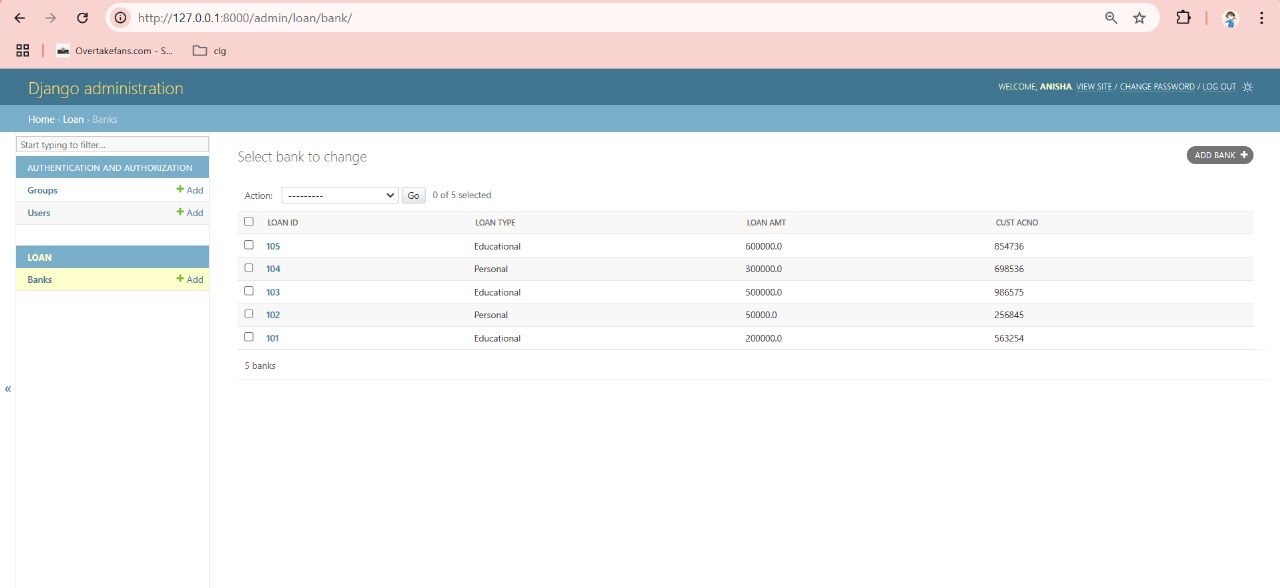 http://127.0.0.1:8000/admin/loan/bank/
Overtakefans.com - S... clg
Django administration
WELCOME, ANISHA. VIEW SITE / CHANGE PASSWORD / LOG OUT
Home › Loan › Banks
Start typing to filter...
AUTHENTICATION AND AUTHORIZATION
Groups + Add
Users + Add
LOAN
Banks + Add
«
Select bank to change
ADD BANK +
Action: --------- Go 0 of 5 selected
LOAN ID LOAN TYPE LOAN AMT CUST ACNO
105 Educational 600000.0 854736
104 Personal 300000.0 698536
103 Educational 500000.0 986575
102 Personal 50000.0 256845
101 Educational 200000.0 563254
5 banks